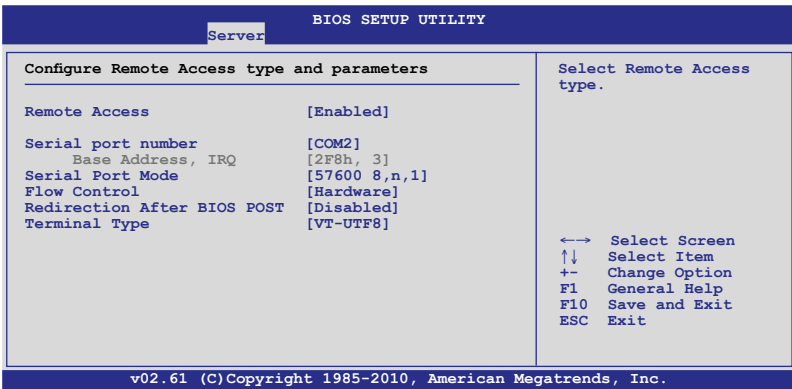 BIOS SETUP UTILITY
Server
Configure Remote Access type and parameters
Remote Access [Enabled]
Serial port number [COM2]
Base Address, IRQ [2F8h, 3]
Serial Port Mode [57600 8,n,1]
Flow Control [Hardware]
Redirection After BIOS POST [Disabled]
Terminal Type [VT-UTF8]
Select Remote Access
type.
←→ Select Screen
↑↓ Select Item
+- Change Option
F1 General Help
F10 Save and Exit
ESC Exit
v02.61 (C)Copyright 1985-2010, American Megatrends, Inc.